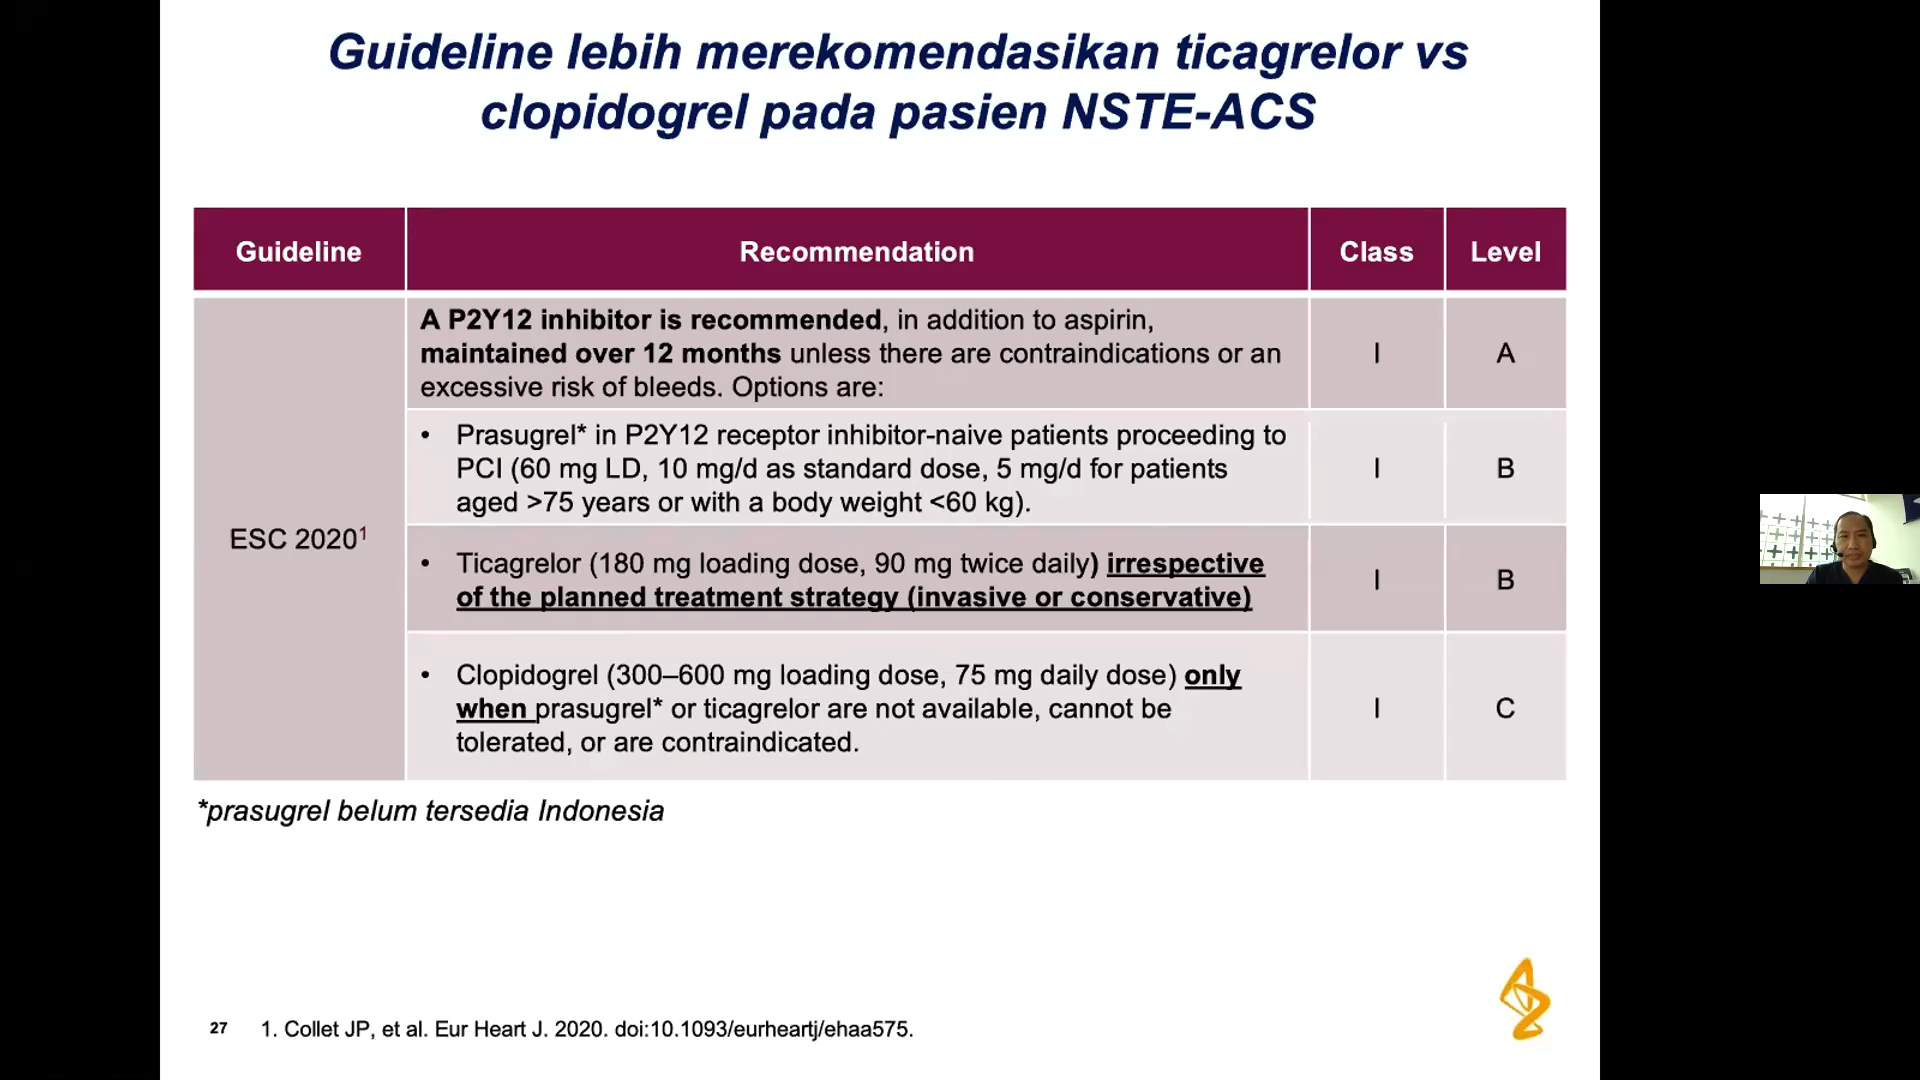 Guideline lebih merekomendasikan ticagrelor vs
clopidogrel pada pasien NSTE-ACS
Guideline
Recommendation
Class
Level
ESC 2020¹
A P2Y12 inhibitor is recommended, in addition to aspirin,
maintained over 12 months unless there are contraindications or an
excessive risk of bleeds. Options are:
I
A
• Prasugrel* in P2Y12 receptor inhibitor-naive patients proceeding to
PCI (60 mg LD, 10 mg/d as standard dose, 5 mg/d for patients
aged >75 years or with a body weight <60 kg).
I
B
• Ticagrelor (180 mg loading dose, 90 mg twice daily) irrespective
of the planned treatment strategy (invasive or conservative)
I
B
• Clopidogrel (300–600 mg loading dose, 75 mg daily dose) only
when prasugrel* or ticagrelor are not available, cannot be
tolerated, or are contraindicated.
I
C
*prasugrel belum tersedia Indonesia
27
1. Collet JP, et al. Eur Heart J. 2020. doi:10.1093/eurheartj/ehaa575.